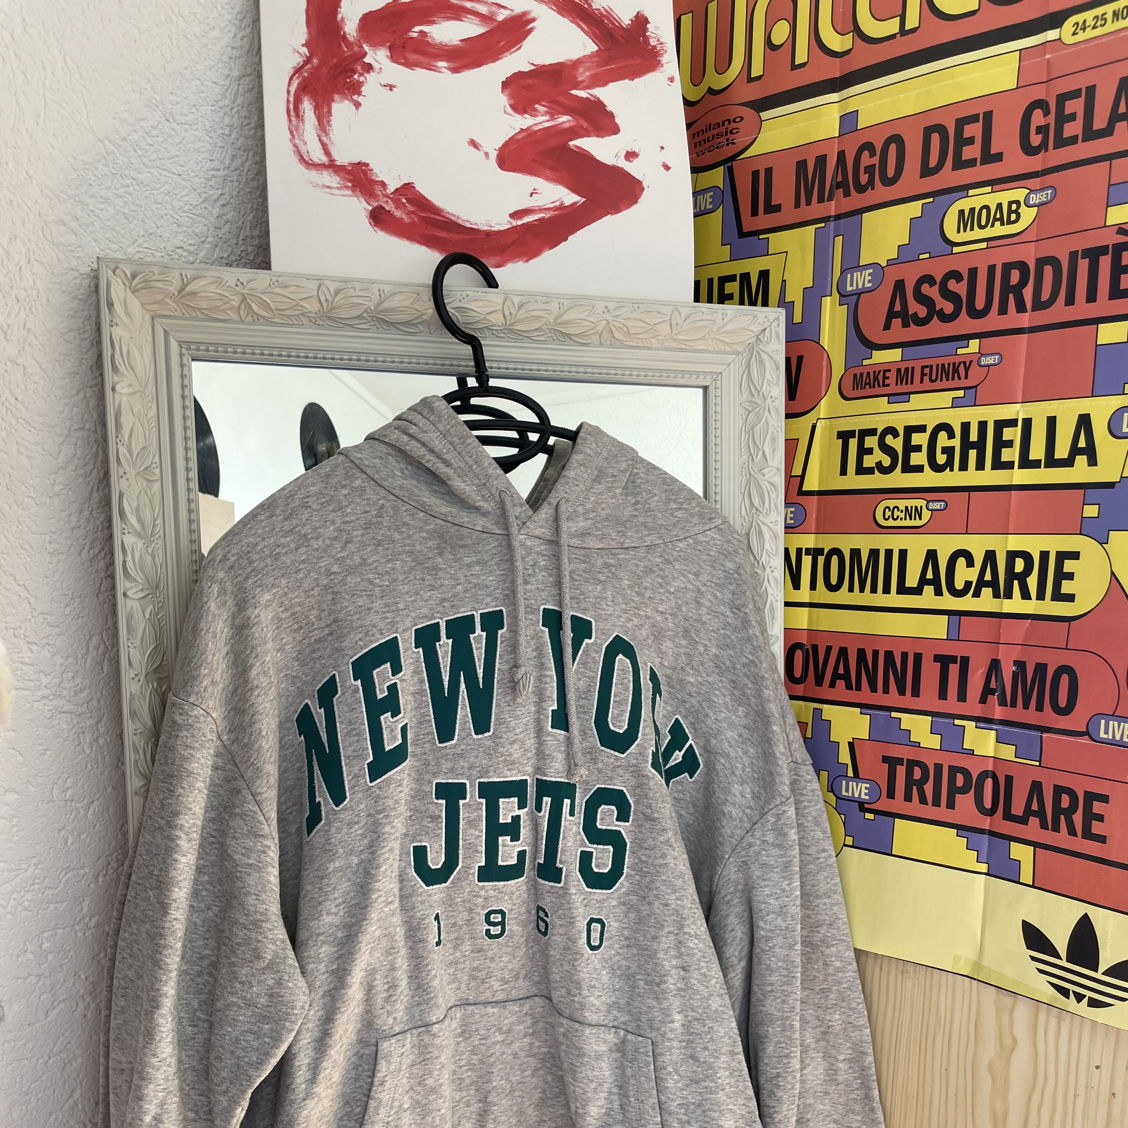 24-25 NO
milano
music
week
IL MAGO DEL GELA
LIVE
MOAB
DJSET
LIVE
ASSURDITÈ
MAKE MI FUNKY
DJSET
TESEGHELLA
CC:NN
DJSET
NTOMILACARIE
OVANNI TI AMO
LIVE
LIVE
TRIPOLARE
NEW YORK
JETS
1960